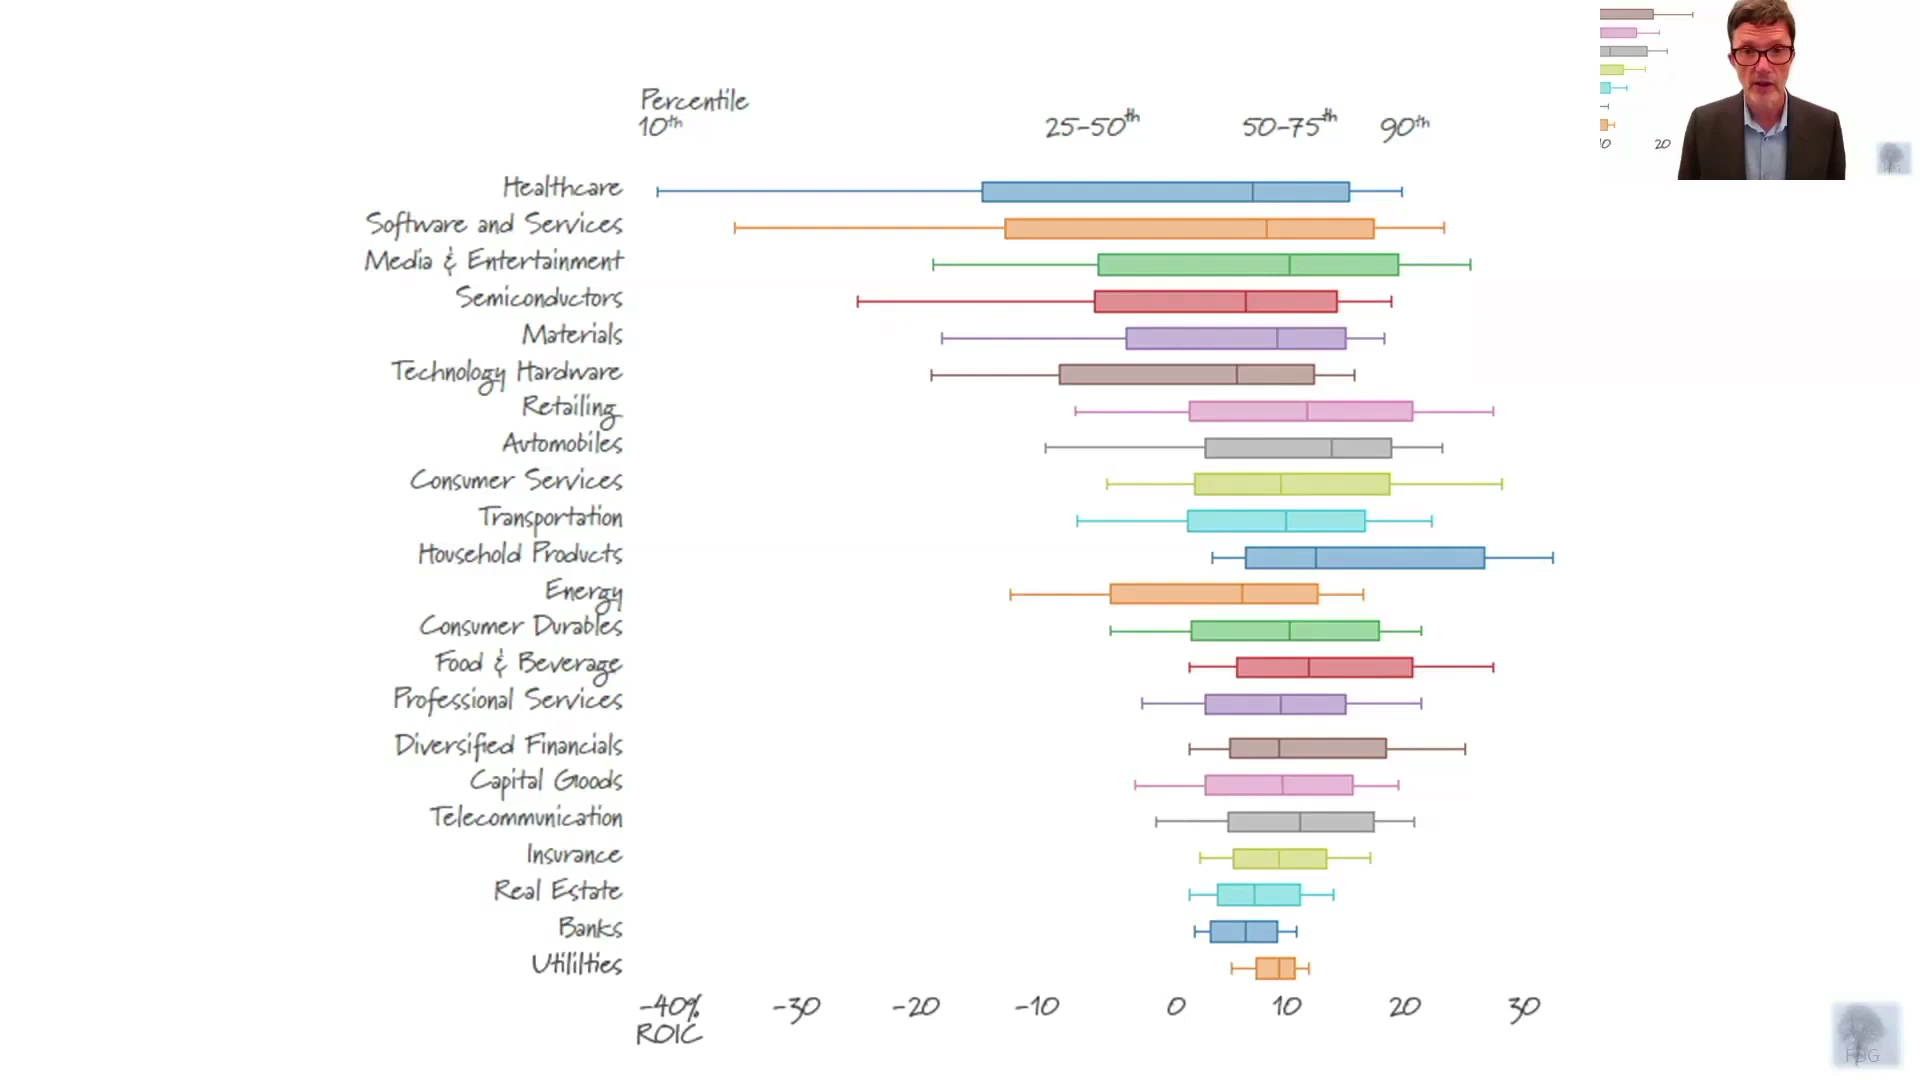 Percentile
10th 25-50th 50-75th 90th
Healthcare
Software and Services
Media & Entertainment
Semiconductors
Materials
Technology Hardware
Retailing
Automobiles
Consumer Services
Transportation
Household Products
Energy
Consumer Durables
Food & Beverage
Professional Services
Diversified Financials
Capital Goods
Telecommunication
Insurance
Real Estate
Banks
Utililties
-40% -30 -20 -10 0 10 20 30
ROIC
20